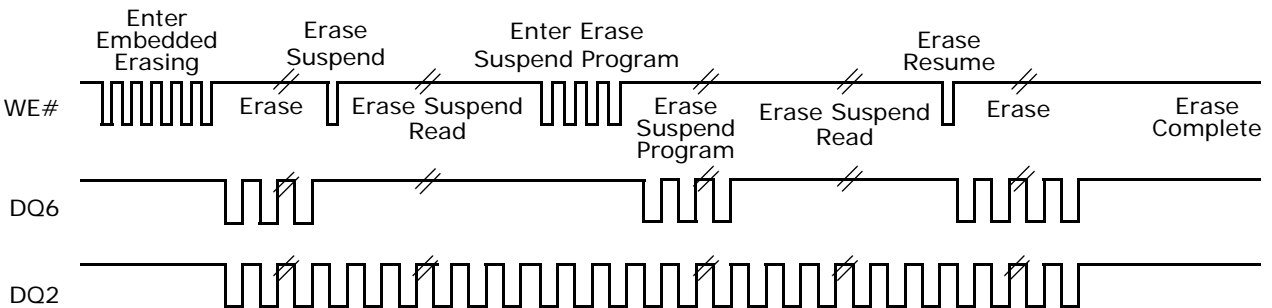 Enter
Embedded
Erasing
Erase
Suspend
Enter Erase
Suspend Program
Erase
Resume
WE#
Erase
Erase Suspend
Read
Erase
Suspend
Program
Erase Suspend
Read
Erase
Erase
Complete
DQ6
DQ2